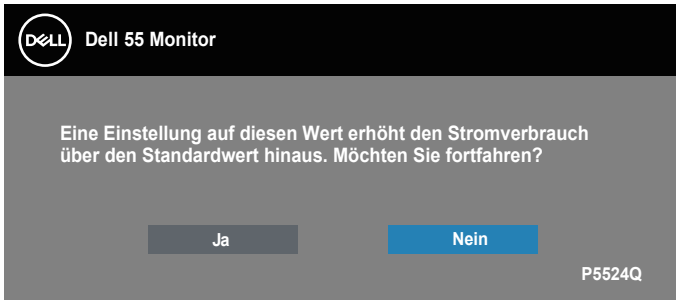 DELL Dell 55 Monitor
Eine Einstellung auf diesen Wert erhöht den Stromverbrauch
über den Standardwert hinaus. Möchten Sie fortfahren?
Ja Nein
P5524Q